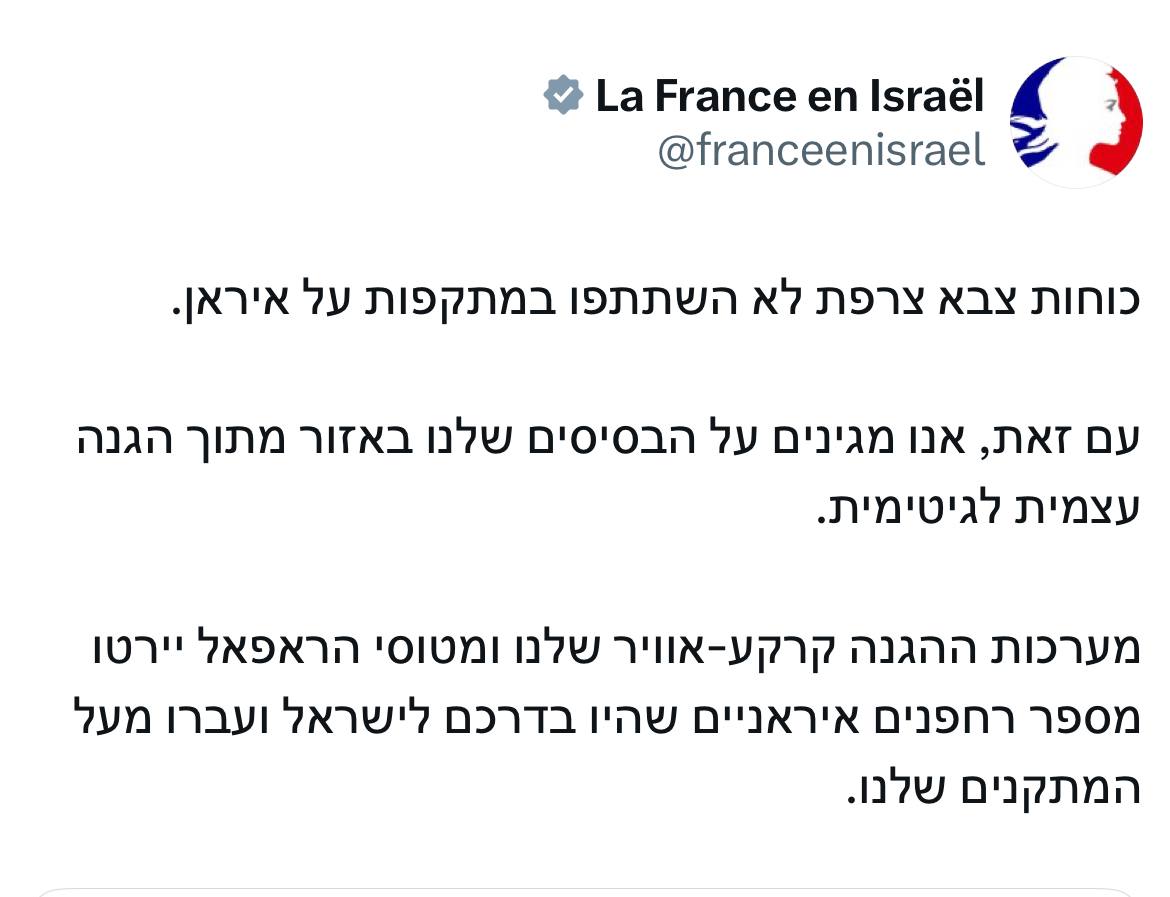 La France en Israël
@franceenisrael
כוחות צבא צרפת לא השתתפו במתקפות על איראן.
עם זאת, אנו מגינים על הבסיסים שלנו באזור מתוך הגנה
עצמית לגיטימית.
מערכות ההגנה קרקע-אוויר שלנו ומטוסי הראפאל יירטו
מספר רחפנים איראניים שהיו בדרכם לישראל ועברו מעל
המתקנים שלנו.